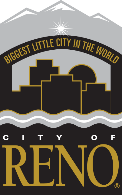 BIGGEST LITTLE CITY IN THE WORLD
CITY OF
RENO®